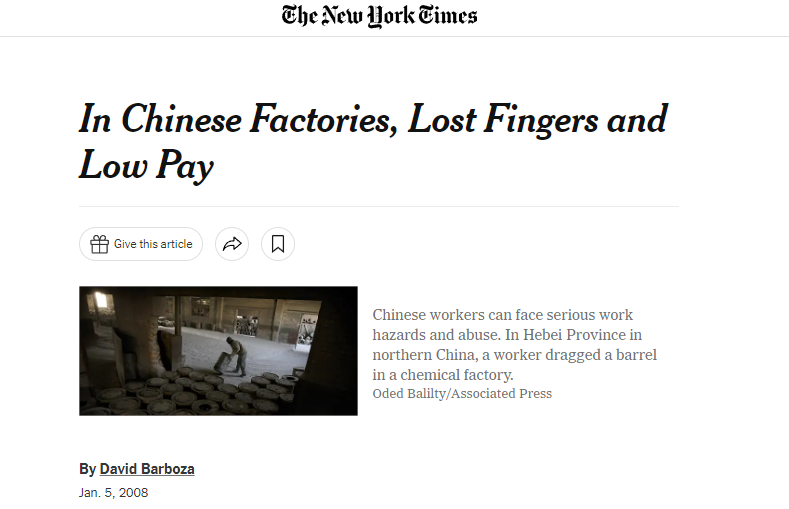 The New York Times
In Chinese Factories, Lost Fingers and
Low Pay
Give this article
Chinese workers can face serious work
hazards and abuse. In Hebei Province in
northern China, a worker dragged a barrel
in a chemical factory.
Oded Balilty/Associated Press
By David Barboza
Jan. 5, 2008